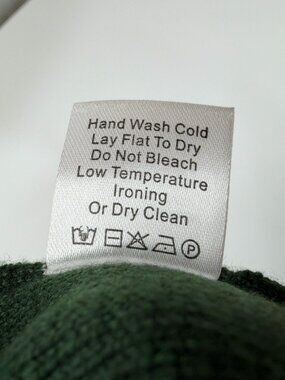 Hand Wash Cold
Lay Flat To Dry
Do Not Bleach
Low Temperature
Ironing
Or Dry Clean
P